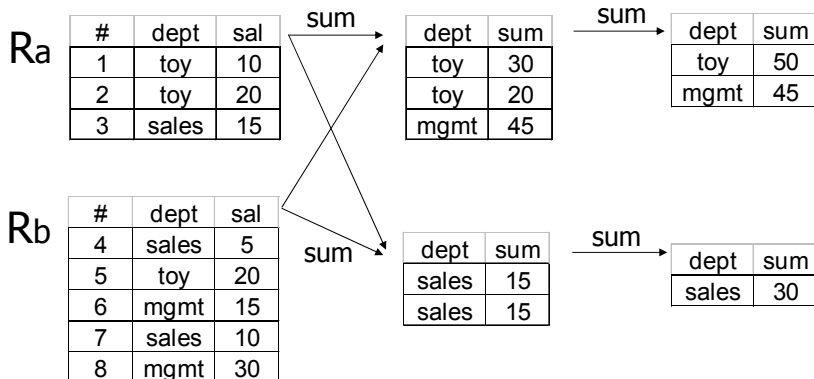 Ra
# dept sal
1 toy 10
2 toy 20
3 sales 15
sum
dept sum
toy 30
toy 20
mgmt 45
sum
dept sum
toy 50
mgmt 45
Rb
# dept sal
4 sales 5
5 toy 20
6 mgmt 15
7 sales 10
8 mgmt 30
sum
dept sum
sales 15
sales 15
sum
dept sum
sales 30